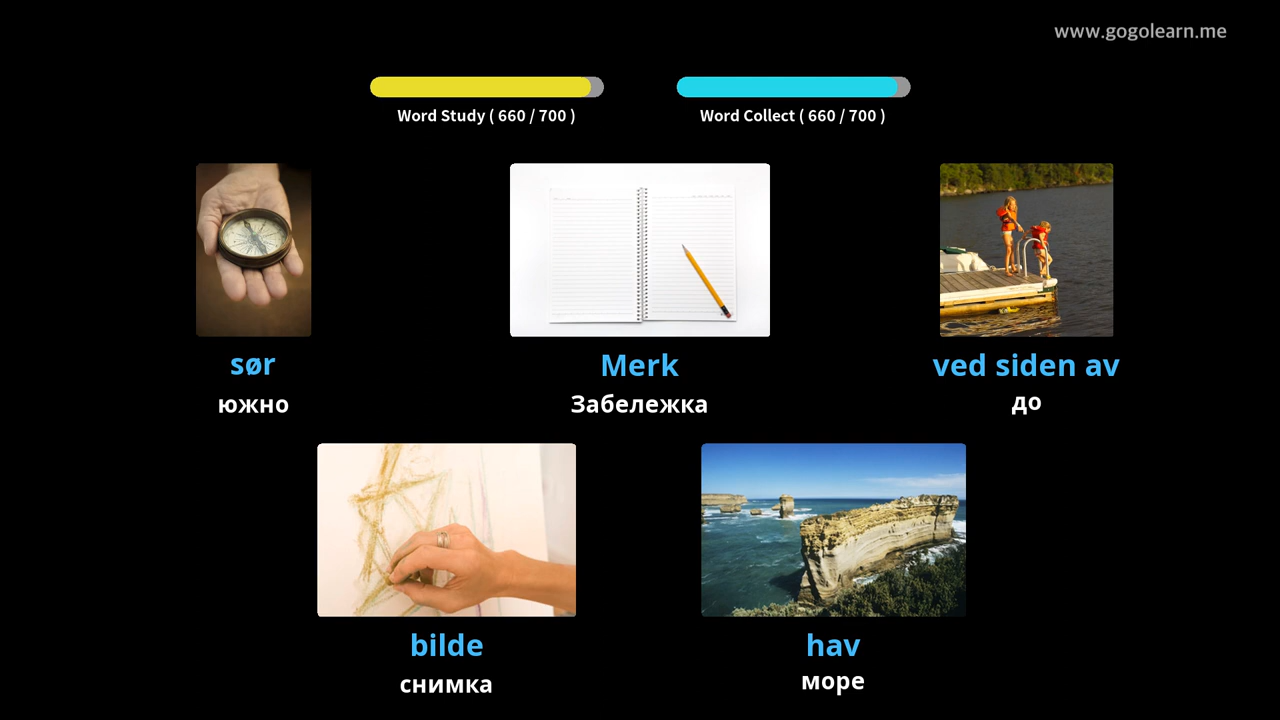 www.gogolearn.me
Word Study ( 660 / 700 )
Word Collect ( 660 / 700 )
sør
южно
Merk
Забележка
ved siden av
до
bilde
снимка
hav
море